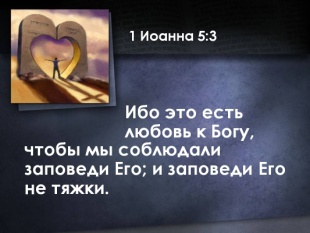 1 Иоанна 5:3
Ибо это есть
любовь к Богу,
чтобы мы соблюдали
заповеди Его; и заповеди Его
не тяжки.